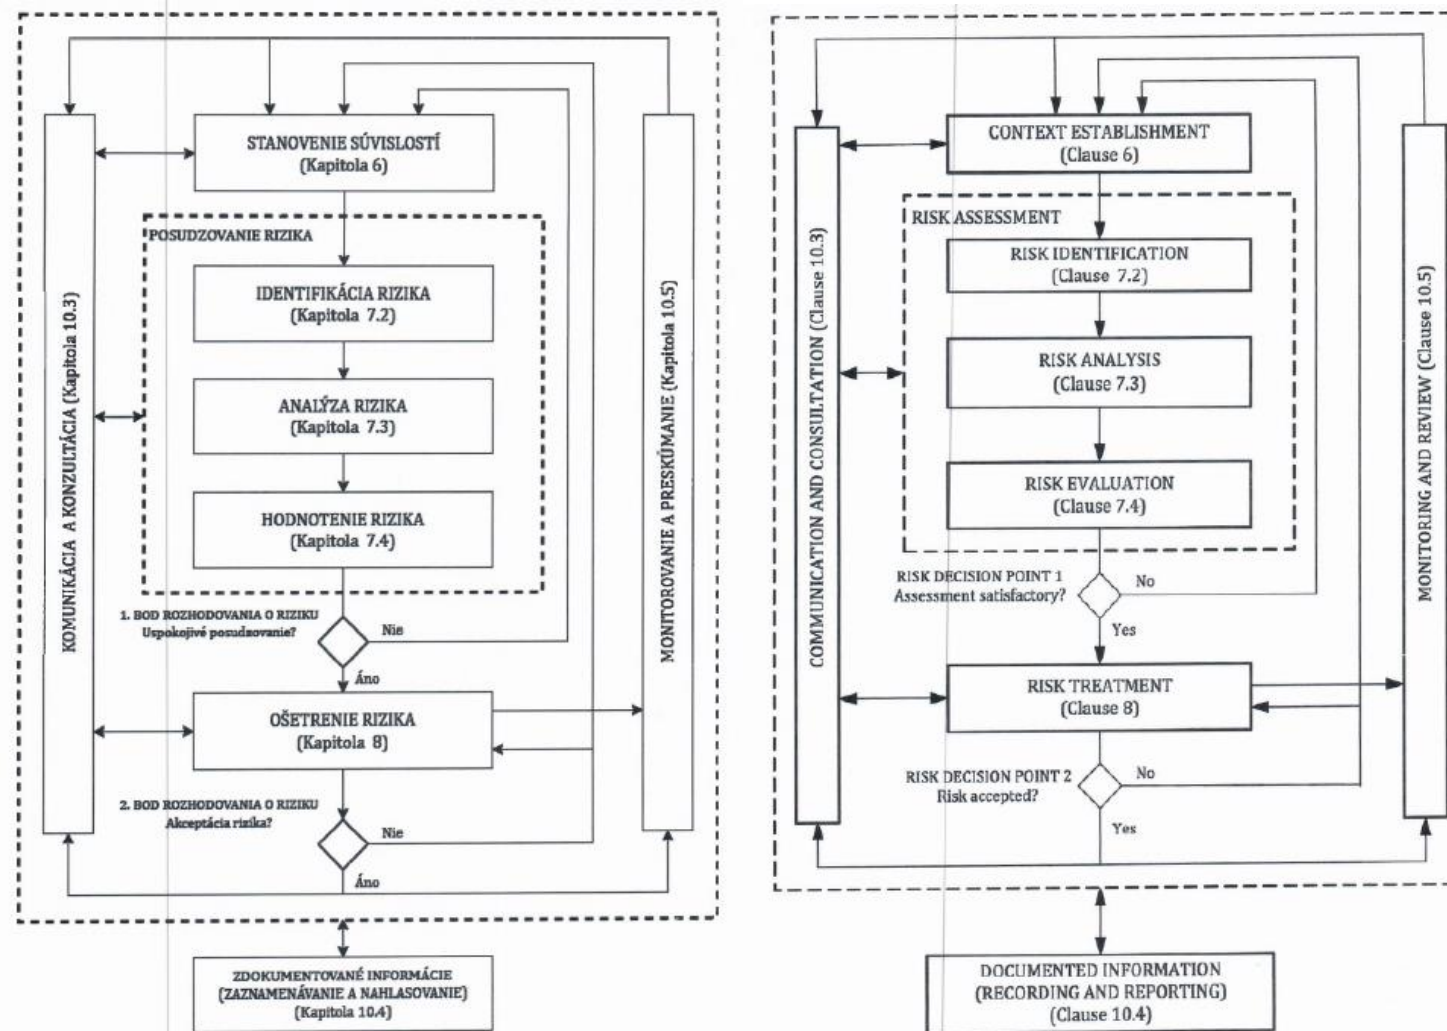 STANOVENIE SÚVISLOSTÍ
(Kapitola 6)
POSUDZOVANIE RIZIKA
IDENTIFIKÁCIA RIZIKA
(Kapitola 7.2)
ANALÝZA RIZIKA
(Kapitola 7.3)
HODNOTENIE RIZIKA
(Kapitola 7.4)
KOMUNIKÁCIA A KONZULTÁCIA (Kapitola 10.3)
MONITOROVANIE A PRESKÚMANIE (Kapitola 10.5)
1. BOD ROZHODOVANIA O RIZIKU
Uspokojivé posudzovanie?
Nie
Áno
OŠETRENIE RIZIKA
(Kapitola 8)
2. BOD ROZHODOVANIA O RIZIKU
Akceptácia rizika?
Nie
Áno
ZDOKUMENTOVANÉ INFORMÁCIE
(ZAZNAMENÁVANIE A NAHLASOVANIE)
(Kapitola 10.4)
CONTEXT ESTABLISHMENT
(Clause 6)
RISK ASSESSMENT
RISK IDENTIFICATION
(Clause 7.2)
RISK ANALYSIS
(Clause 7.3)
RISK EVALUATION
(Clause 7.4)
COMMUNICATION AND CONSULTATION (Clause 10.3)
MONITORING AND REVIEW (Clause 10.5)
RISK DECISION POINT 1
Assessment satisfactory?
No
Yes
RISK TREATMENT
(Clause 8)
RISK DECISION POINT 2
Risk accepted?
No
Yes
DOCUMENTED INFORMATION
(RECORDING AND REPORTING)
(Clause 10.4)